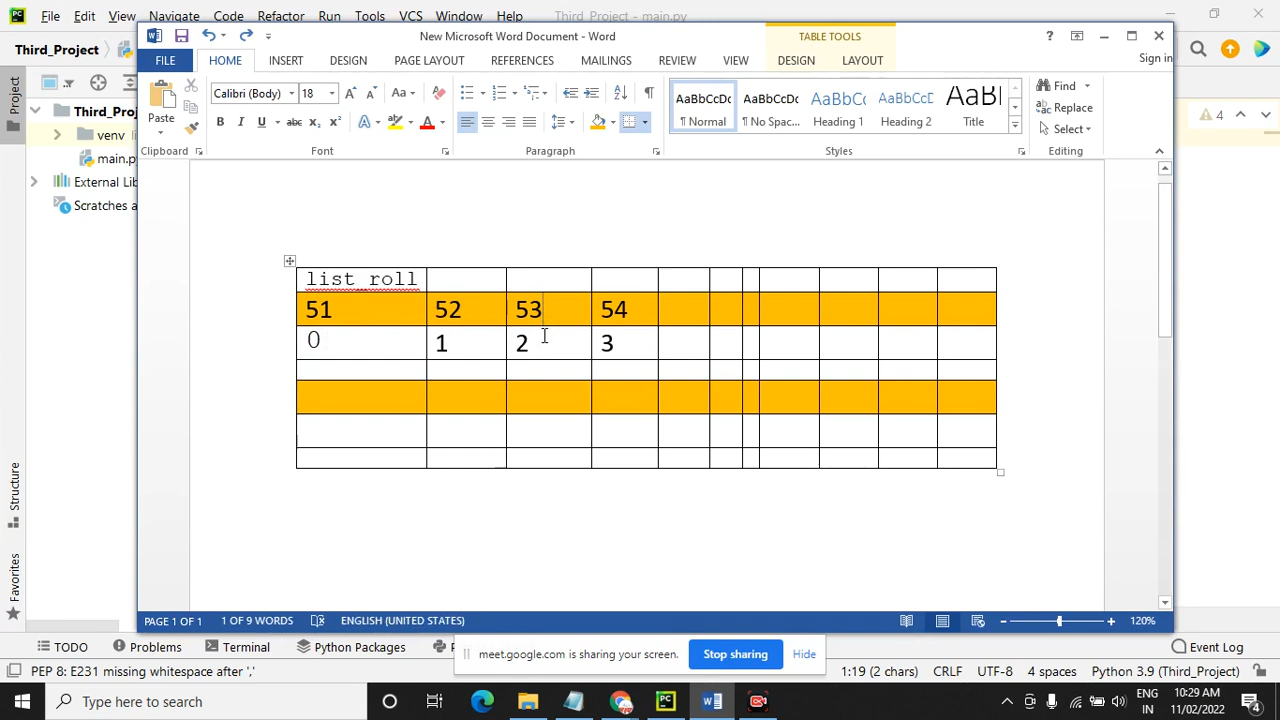 File Edit View Navigate Code Refactor Run Tools VCS Window Help Third_Project - main.py
New Microsoft Word Document - Word
TABLE TOOLS
FILE HOME INSERT DESIGN PAGE LAYOUT REFERENCES MAILINGS REVIEW VIEW DESIGN LAYOUT Sign in
Third_Project
Calibri (Body) 18
Paste
Clipboard Font Paragraph Styles Editing
AaBbCcDc AaBbCcDc AaBbCc AaBbCcD AaBb
¶ Normal ¶ No Spac... Heading 1 Heading 2 Title
Find
Replace
Select
4
Project
Third_Proj
venv
main.p
External Lib
Scratches a
list_roll
51 52 53 54
0 1 2 3
Structure
Favorites
PAGE 1 OF 1 1 OF 9 WORDS ENGLISH (UNITED STATES) 120%
TODO Problems Terminal Python Packages Event Log
meet.google.com is sharing your screen. Stop sharing Hide
PEP 8: E231 missing whitespace after ',' 1:19 (2 chars) CRLF UTF-8 4 spaces Python 3.9 (Third_Project)
Type here to search
ENG
IN
10:29 AM
11/02/2022
4